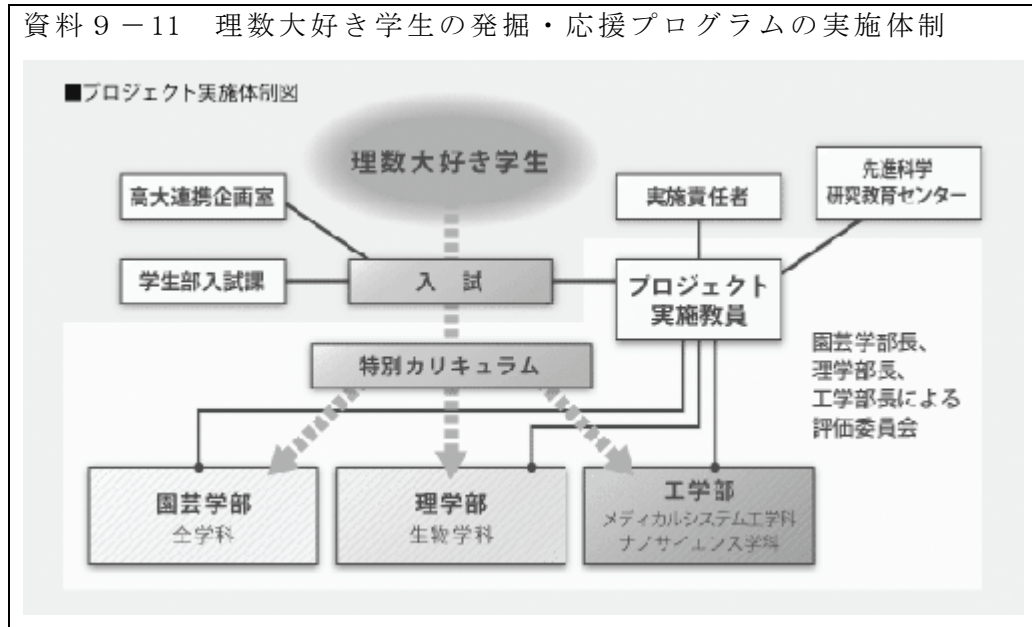 資料９－11　理数大好き学生の発掘・応援プログラムの実施体制
■プロジェクト実施体制図
理数大好き学生
高大連携企画室
実施責任者
先進科学
研究教育センター
学生部入試課
入試
プロジェクト
実施教員
特別カリキュラム
園芸学部長、
理学部長、
工学部長による
評価委員会
園芸学部
全学科
理学部
生物学科
工学部
メディカルシステム工学科
ナノサイエンス学科